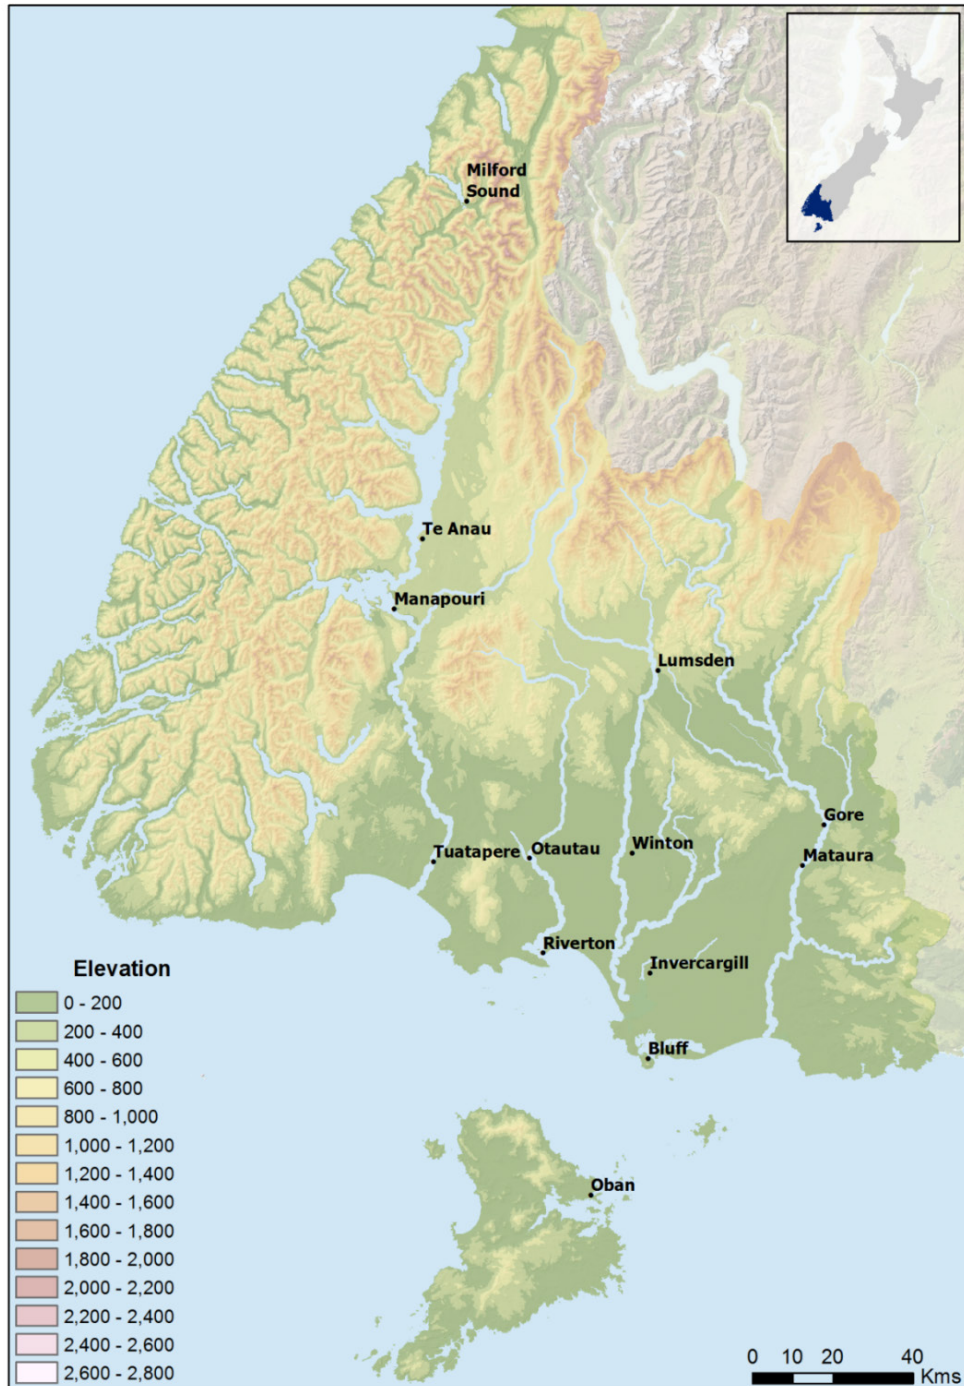 Milford
Sound
Te Anau
Manapouri
Lumsden
Gore
Tuatapere
Otautau
Winton
Mataura
Riverton
Invercargill
Bluff
Oban
Elevation
0 - 200
200 - 400
400 - 600
600 - 800
800 - 1,000
1,000 - 1,200
1,200 - 1,400
1,400 - 1,600
1,600 - 1,800
1,800 - 2,000
2,000 - 2,200
2,200 - 2,400
2,400 - 2,600
2,600 - 2,800
0 10 20 40
Kms